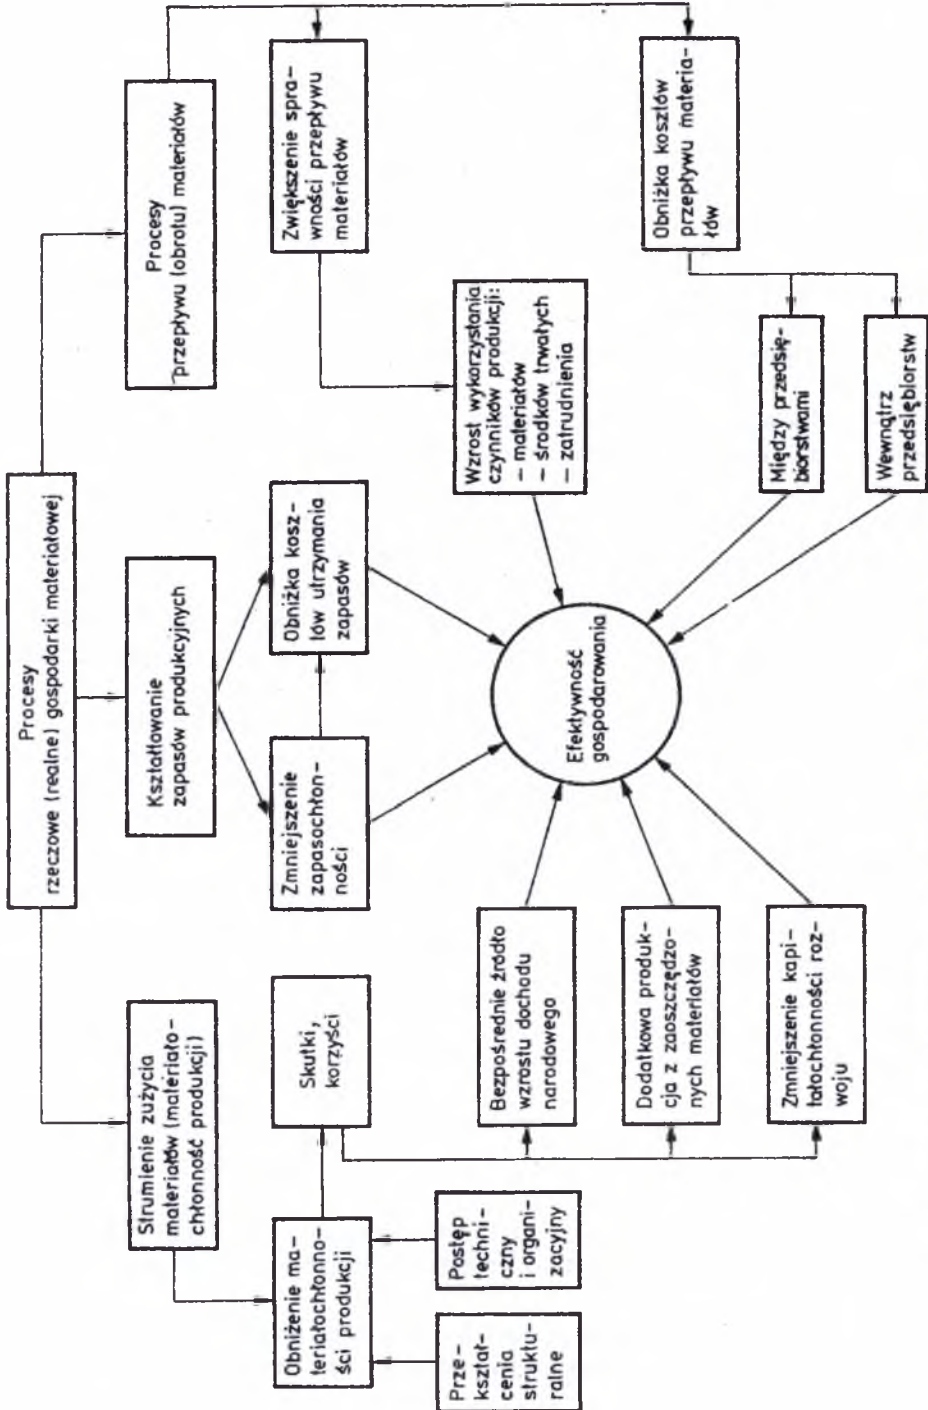 Procesy
rzeczowe (realne) gospodarki materiałowej
Strumienie zużycia
materiałów (materiało-
chłonność produkcji)
Kształtowanie
zapasów produkcyjnych
Procesy
przepływu (obrotu) materiałów
Obniżenie ma-
teriałochłonno-
ści produkcji
Skutki,
korzyści
Zmniejszenie
zapasochłon-
ności
Obniżka kosz-
tów utrzymania
zapasów
Zwiększenie spra-
wności przepływu
materiałów
Prze-
kształt-
cenia
struktu-
ralne
Postęp
techni-
czny
i organi-
zacyjny
Bezpośrednie źródło
wzrostu dochodu
narodowego
Dodatkowa produk-
cja z zaoszczędzo-
nych materiałów
Zmniejszenie kapi-
tałochłonności roz-
woju
Efektywność
gospodarowania
Wzrost wykorzystania
czynników produkcji:
— materiałów
— środków trwałych
— zatrudnienia
Obniżka kosztów
przepływu materia-
łów
Między przedsię-
biorstwami
Wewnątrz
przedsiębiorstw